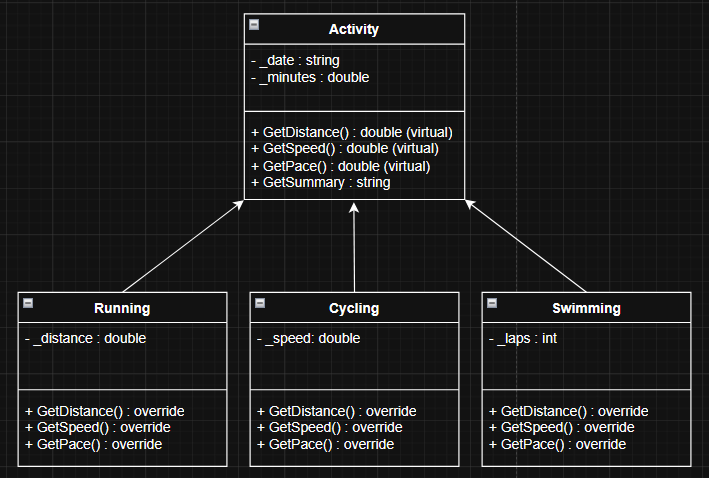 Activity
- _date : string
- _minutes : double
+ GetDistance() : double (virtual)
+ GetSpeed() : double (virtual)
+ GetPace() : double (virtual)
+ GetSummary : string
Running
- _distance : double
+ GetDistance() : override
+ GetSpeed() : override
+ GetPace() : override
Cycling
- _speed: double
+ GetDistance() : override
+ GetSpeed() : override
+ GetPace() : override
Swimming
- _laps : int
+ GetDistance() : override
+ GetSpeed() : override
+ GetPace() : override